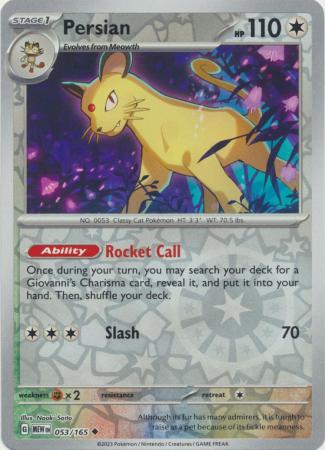 STAGE 1
Persian
HP 110
Evolves from Meowth
NO. 0053 Classy Cat Pokémon HT: 3'3" WT: 70.5 lbs.
Ability Rocket Call
Once during your turn, you may search your deck for a
Giovanni's Charisma card, reveal it, and put it into your
hand. Then, shuffle your deck.
Slash 70
weakness ×2 resistance retreat
Illus. Naoki Saito
G MEW EN 053/165
Although its fur has many admirers, it is tough to
raise as a pet because of its fickle meanness.
©2023 Pokémon / Nintendo / Creatures / GAME FREAK